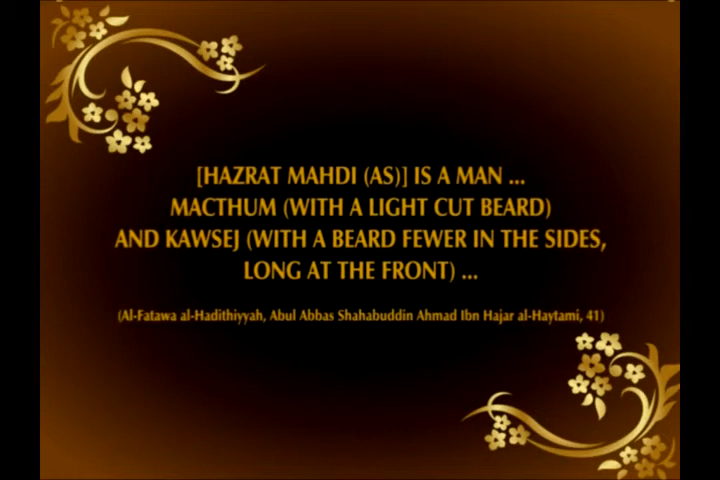 [HAZRAT MAHDI (AS)] IS A MAN ...
MACTHUM (WITH A LIGHT CUT BEARD)
AND KAWSEJ (WITH A BEARD FEWER IN THE SIDES,
LONG AT THE FRONT) ...
(Al-Fatawa al-Hadithiyyah, Abul Abbas Shahabuddin Ahmad Ibn Hajar al-Haytami, 41)